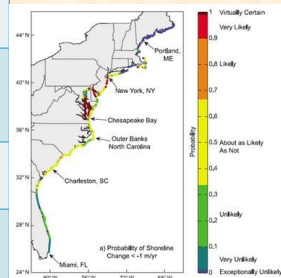 44°N
40°N
36°N
32°N
28°N
24°N
Portland,
ME
New York, NY
Chesapeake Bay
Outer Banks
North Carolina
Charleston, SC
Miami, FL
a) Probability of Shoreline
Change < -1 m/yr
Probability
1
0,9
0,8
0,7
0,6
0,5
0,4
0,3
0,2
0,1
0
Virtually Certain
Very Likely
Likely
About as Likely
As Not
Unlikely
Very Unlikely
Exceptionally Unlikely